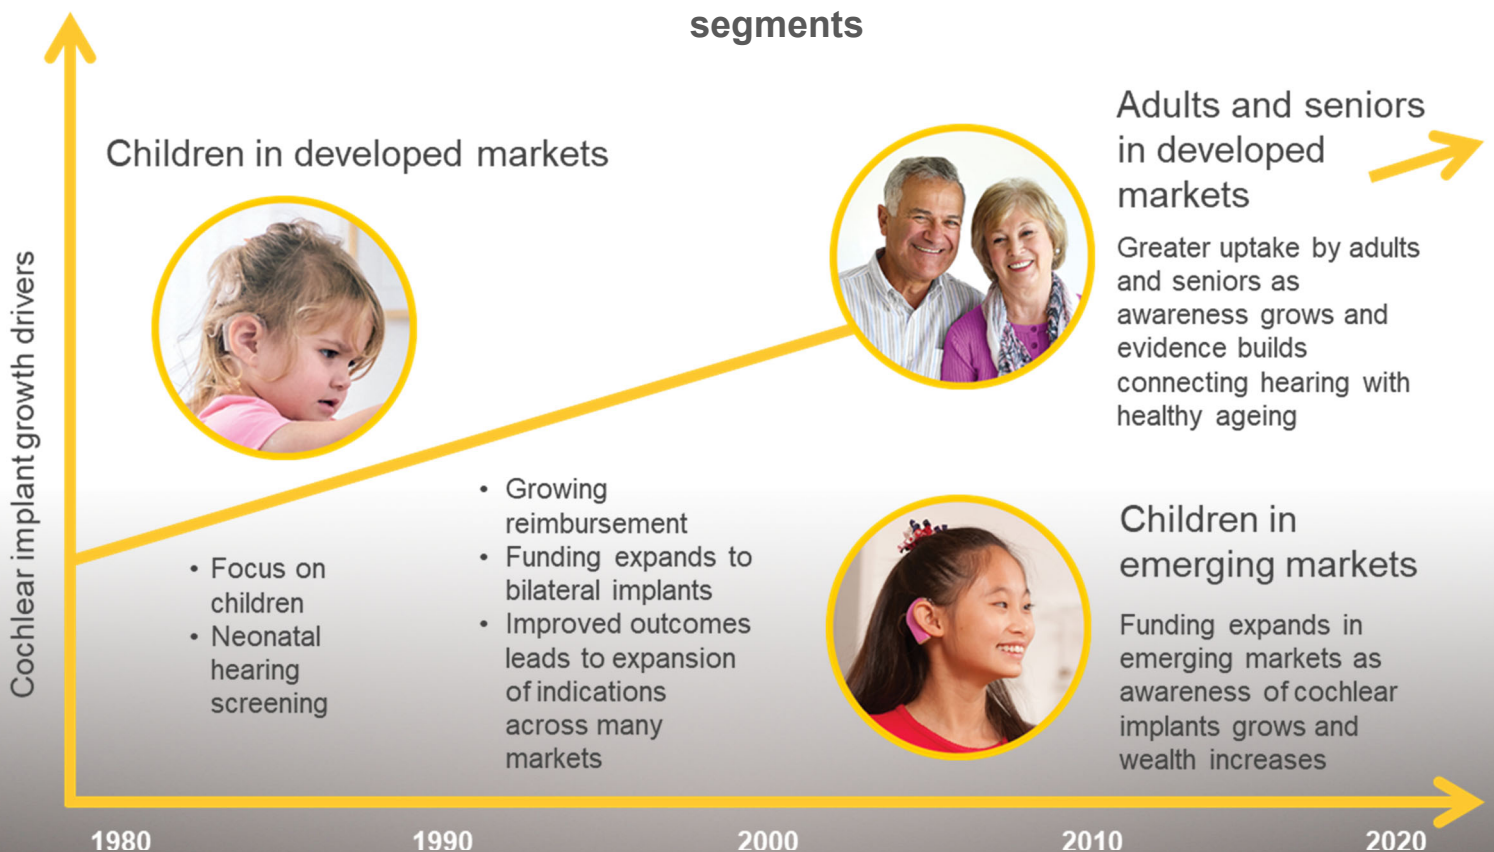 segments
Children in developed markets
Adults and seniors
in developed
markets
Greater uptake by adults
and seniors as
awareness grows and
evidence builds
connecting hearing with
healthy ageing
Cochlear implant growth drivers
• Focus on
children
• Neonatal
hearing
screening
• Growing
reimbursement
• Funding expands to
bilateral implants
• Improved outcomes
leads to expansion
of indications
across many
markets
Children in
emerging markets
Funding expands in
emerging markets as
awareness of cochlear
implants grows and
wealth increases
1980 1990 2000 2010 2020